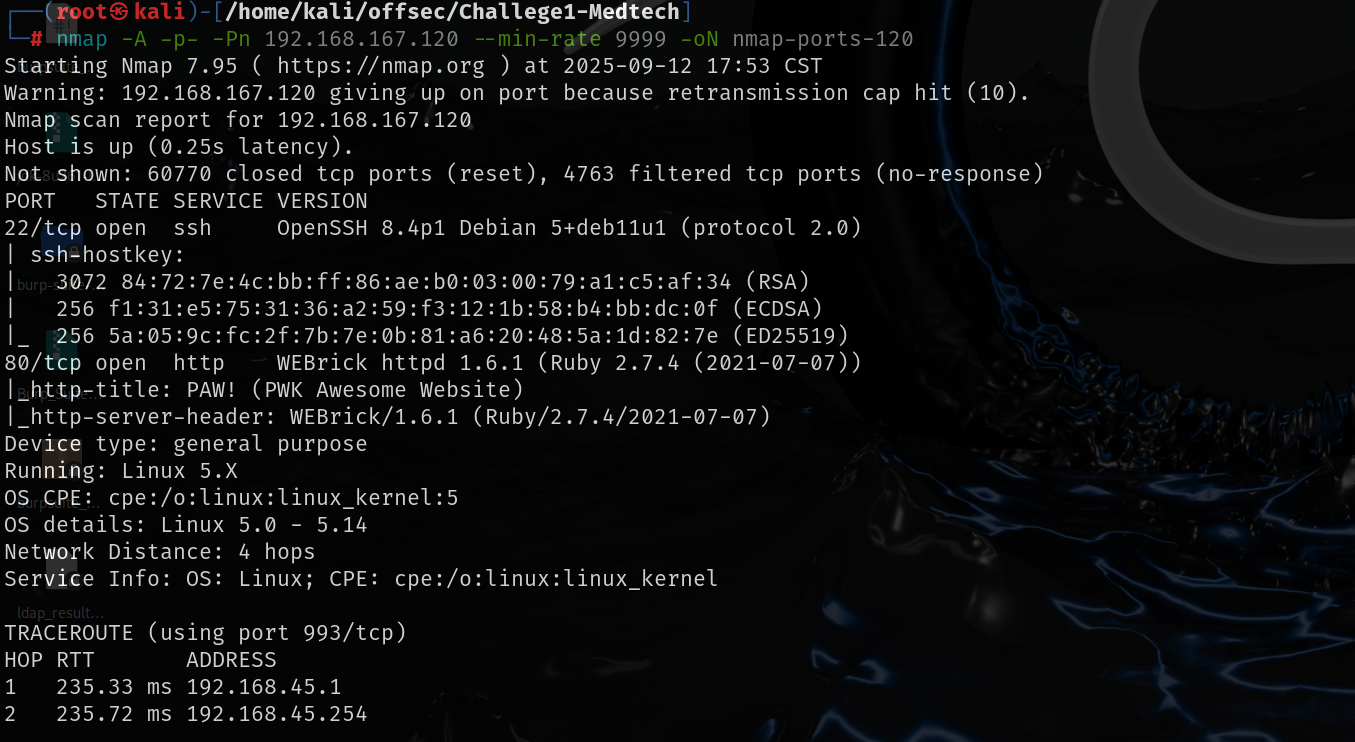 ┌──(root㉿kali)-[/home/kali/offsec/Challege1-Medtech]
└─# nmap -A -p- -Pn 192.168.167.120 --min-rate 9999 -oN nmap-ports-120
Starting Nmap 7.95 ( https://nmap.org ) at 2025-09-12 17:53 CST
Warning: 192.168.167.120 giving up on port because retransmission cap hit (10).
Nmap scan report for 192.168.167.120
Host is up (0.25s latency).
Not shown: 60770 closed tcp ports (reset), 4763 filtered tcp ports (no-response)
PORT   STATE SERVICE VERSION
22/tcp open  ssh     OpenSSH 8.4p1 Debian 5+deb11u1 (protocol 2.0)
| ssh-hostkey:
|   3072 84:72:7e:4c:bb:ff:86:ae:b0:03:00:79:a1:c5:af:34 (RSA)
|   256 f1:31:e5:75:31:36:a2:59:f3:12:1b:58:b4:bb:dc:0f (ECDSA)
|_  256 5a:05:9c:fc:2f:7b:7e:0b:81:a6:20:48:5a:1d:82:7e (ED25519)
80/tcp open  http    WEBrick httpd 1.6.1 (Ruby 2.7.4 (2021-07-07))
|_http-title: PAW! (PWK Awesome Website)
|_http-server-header: WEBrick/1.6.1 (Ruby/2.7.4/2021-07-07)
Device type: general purpose
Running: Linux 5.X
OS CPE: cpe:/o:linux:linux_kernel:5
OS details: Linux 5.0 - 5.14
Network Distance: 4 hops
Service Info: OS: Linux; CPE: cpe:/o:linux:linux_kernel
ldap_result...
TRACEROUTE (using port 993/tcp)
HOP RTT       ADDRESS
1   235.33 ms 192.168.45.1
2   235.72 ms 192.168.45.254